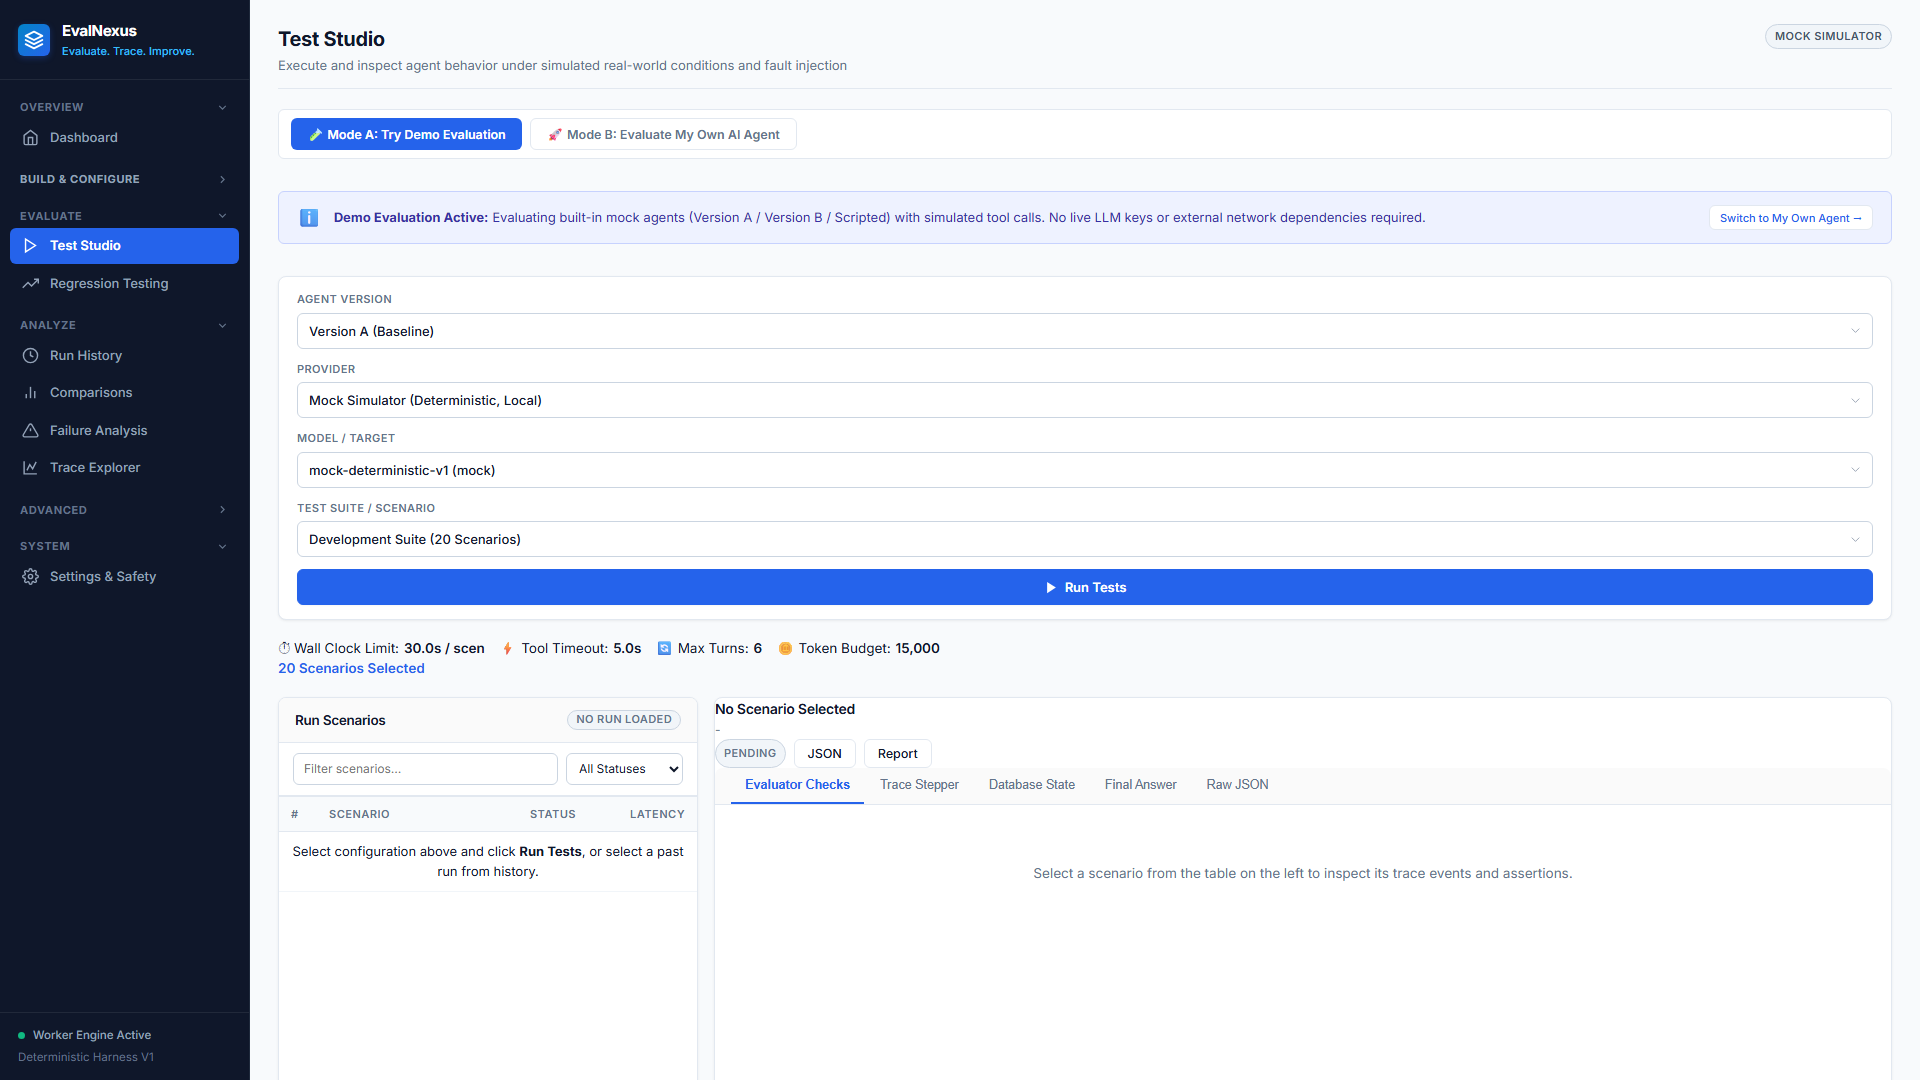 EvalNexus
Evaluate. Trace. Improve.
OVERVIEW
Dashboard
BUILD & CONFIGURE
EVALUATE
Test Studio
Regression Testing
ANALYZE
Run History
Comparisons
Failure Analysis
Trace Explorer
ADVANCED
SYSTEM
Settings & Safety
Worker Engine Active
Deterministic Harness V1
Test Studio
MOCK SIMULATOR
Execute and inspect agent behavior under simulated real-world conditions and fault injection
Mode A: Try Demo Evaluation
Mode B: Evaluate My Own AI Agent
Demo Evaluation Active: Evaluating built-in mock agents (Version A / Version B / Scripted) with simulated tool calls. No live LLM keys or external network dependencies required.
Switch to My Own Agent →
AGENT VERSION
Version A (Baseline)
PROVIDER
Mock Simulator (Deterministic, Local)
MODEL / TARGET
mock-deterministic-v1 (mock)
TEST SUITE / SCENARIO
Development Suite (20 Scenarios)
▶ Run Tests
⏱ Wall Clock Limit: 30.0s / scen ⚡ Tool Timeout: 5.0s 🔄 Max Turns: 6 🪙 Token Budget: 15,000
20 Scenarios Selected
Run Scenarios
NO RUN LOADED
Filter scenarios...
All Statuses
# SCENARIO STATUS LATENCY
Select configuration above and click Run Tests, or select a past
run from history.
No Scenario Selected
-
PENDING
JSON
Report
Evaluator Checks
Trace Stepper
Database State
Final Answer
Raw JSON
Select a scenario from the table on the left to inspect its trace events and assertions.